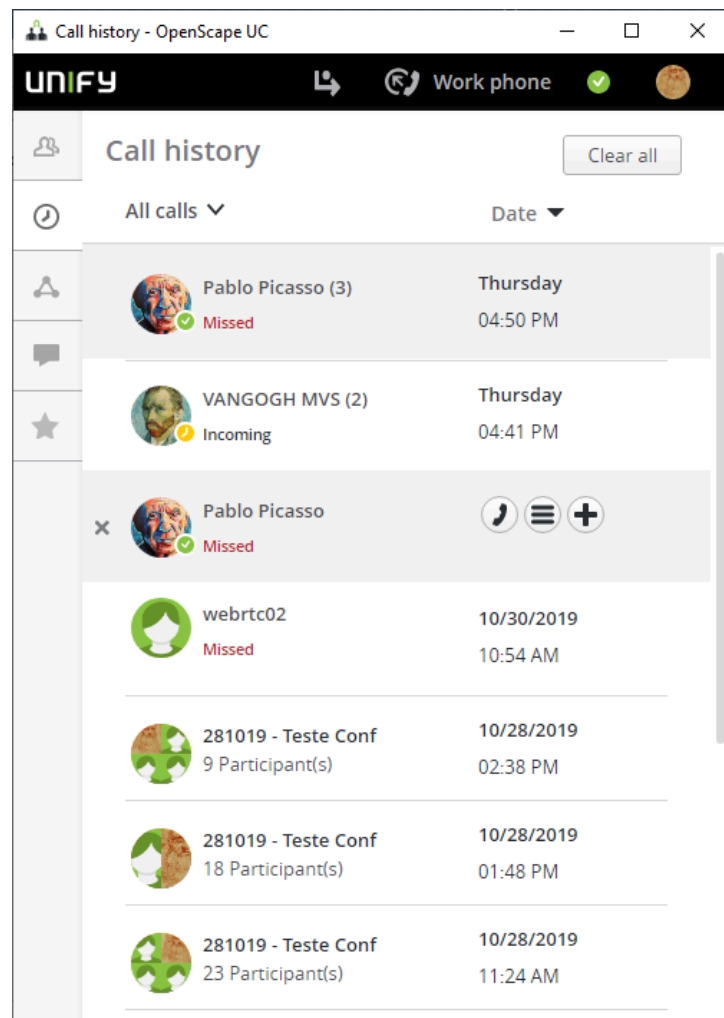 Call history - OpenScape UC
UNIFY
Work phone
Call history
Clear all
All calls
Date
Pablo Picasso (3)
Thursday
Missed
04:50 PM
VANGOGH MVS (2)
Thursday
Incoming
04:41 PM
Pablo Picasso
Missed
webrtc02
10/30/2019
Missed
10:54 AM
281019 - Teste Conf
10/28/2019
9 Participant(s)
02:38 PM
281019 - Teste Conf
10/28/2019
18 Participant(s)
01:48 PM
281019 - Teste Conf
10/28/2019
23 Participant(s)
11:24 AM